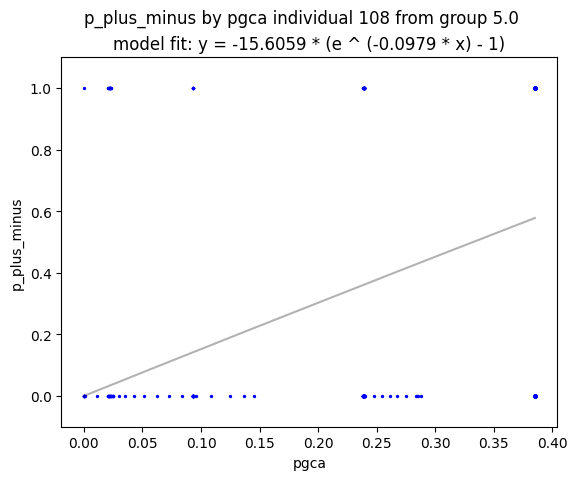 p_plus_minus by pgca individual 108 from group 5.0
model fit: y = -15.6059 * (e ^ (-0.0979 * x) - 1)
1.0
0.8
0.6
0.4
0.2
0.0
p_plus_minus
0.00 0.05 0.10 0.15 0.20 0.25 0.30 0.35 0.40
pgca